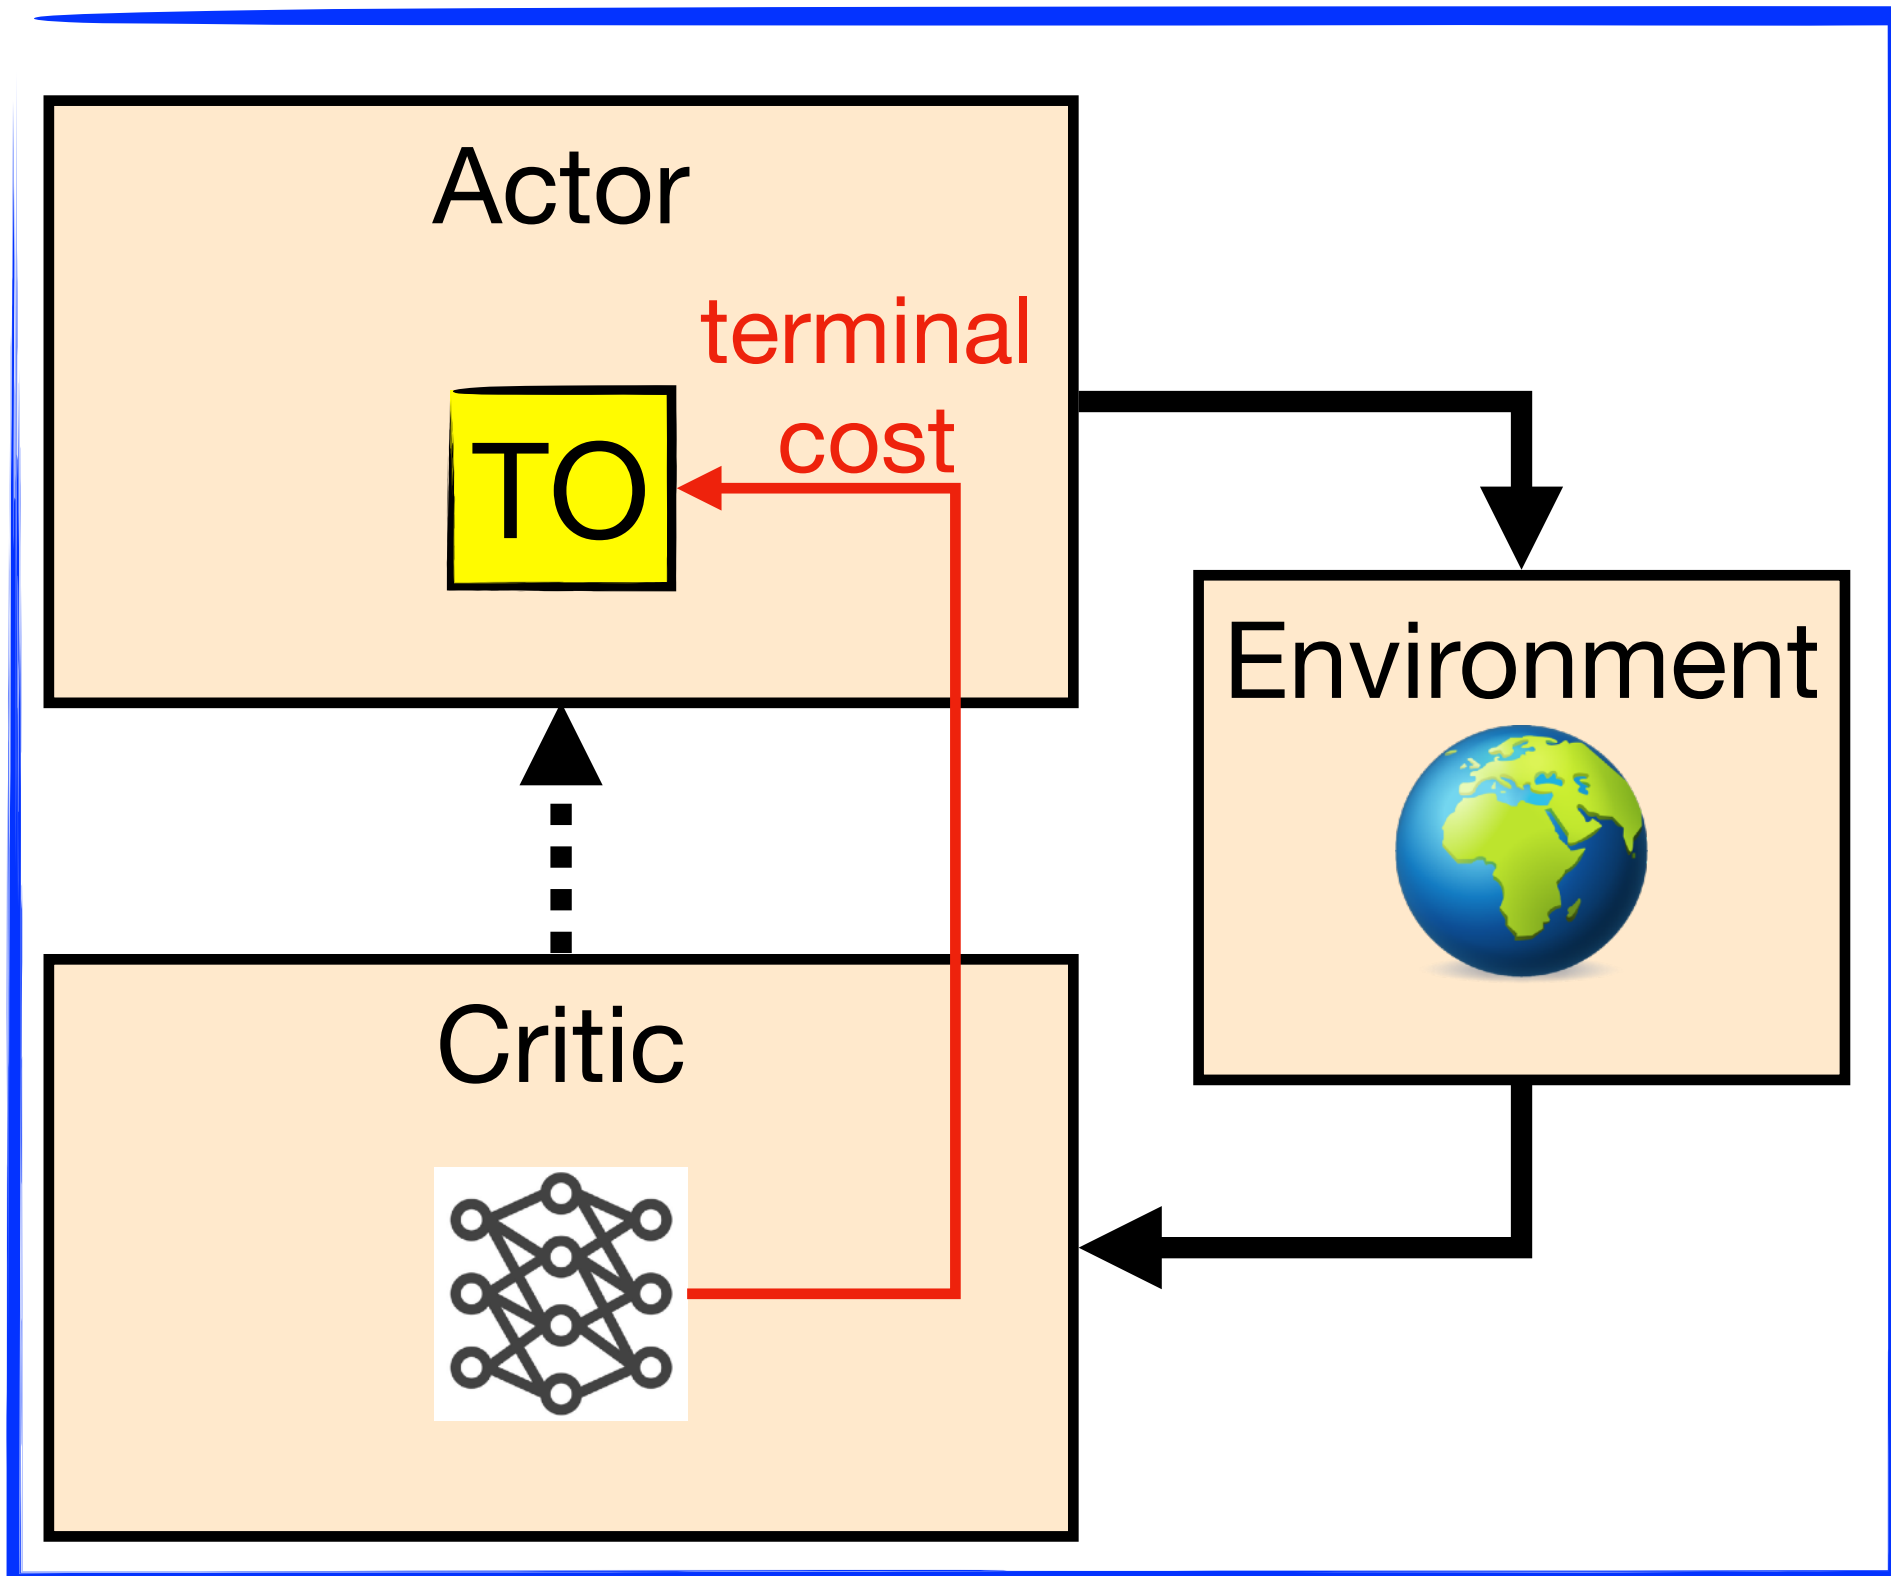 Actor
terminal
cost
TO
Environment
Critic